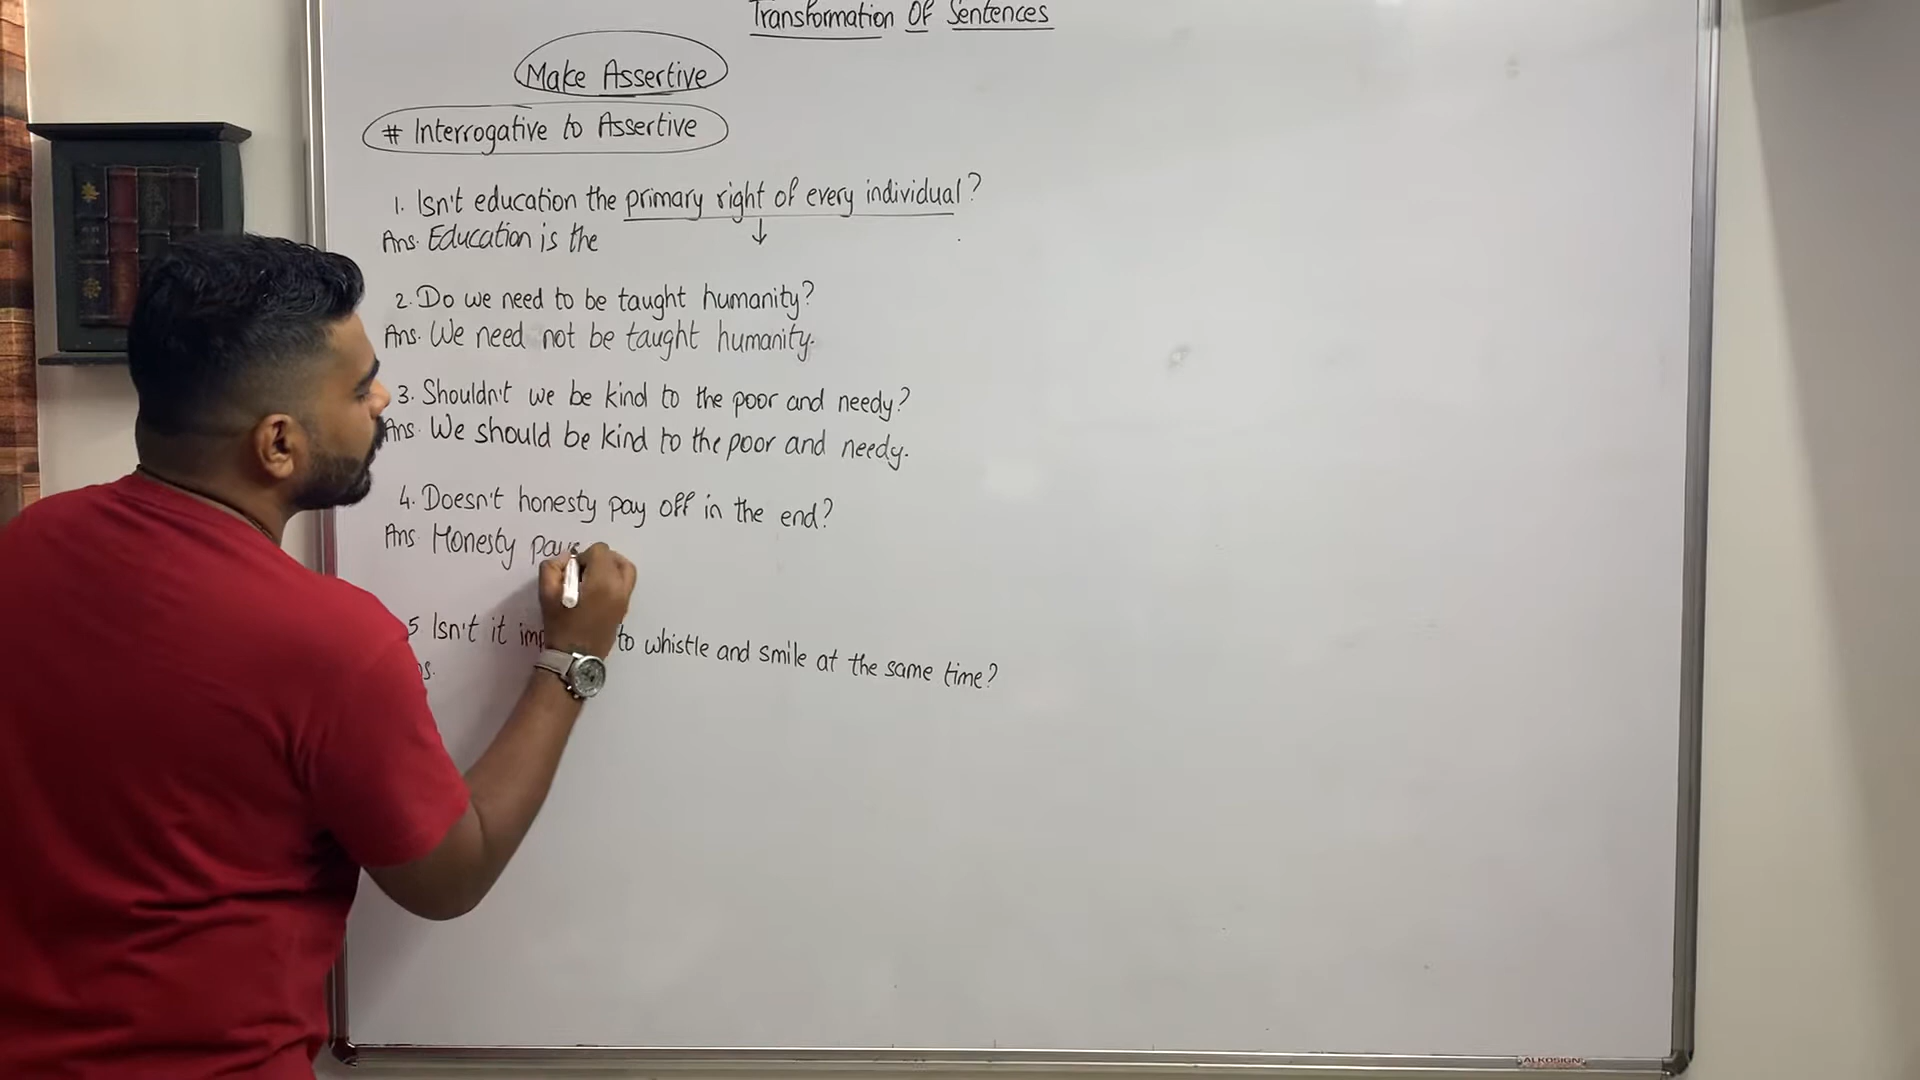 Transformation Of Sentences
Make Assertive
# Interrogative to Assertive
1. Isn't education the primary right of every individual?
Ans. Education is the
2. Do we need to be taught humanity?
Ans. We need not be taught humanity.
3. Shouldn't we be kind to the poor and needy?
Ans. We should be kind to the poor and needy.
4. Doesn't honesty pay off in the end?
Ans Honesty pays
5 Isn't it to whistle and smile at the same time?
ALKOSIGN